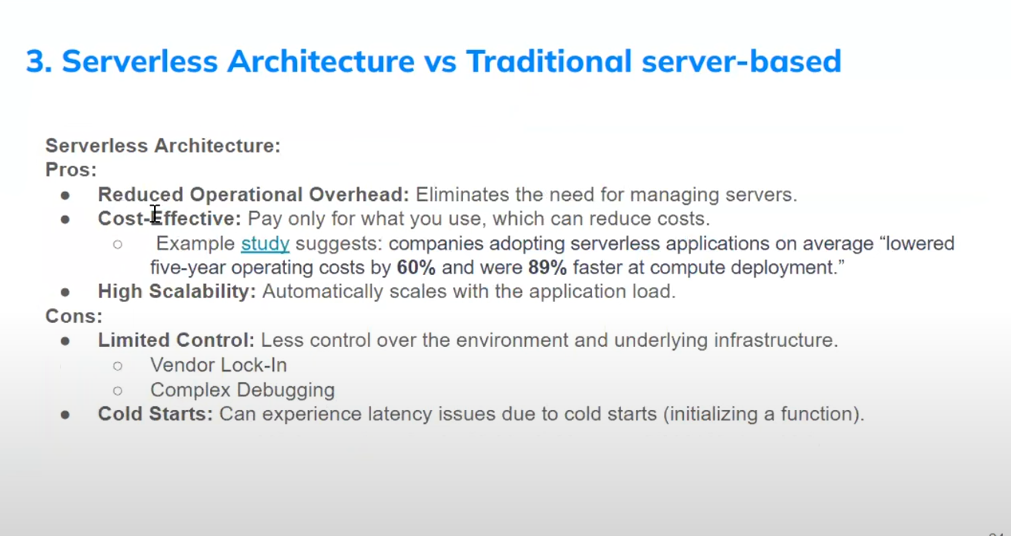 3. Serverless Architecture vs Traditional server-based
Serverless Architecture:
Pros:
● Reduced Operational Overhead: Eliminates the need for managing servers.
● Cost-Effective: Pay only for what you use, which can reduce costs.
○ Example study suggests: companies adopting serverless applications on average “lowered
five-year operating costs by 60% and were 89% faster at compute deployment.”
● High Scalability: Automatically scales with the application load.
Cons:
● Limited Control: Less control over the environment and underlying infrastructure.
○ Vendor Lock-In
○ Complex Debugging
● Cold Starts: Can experience latency issues due to cold starts (initializing a function).